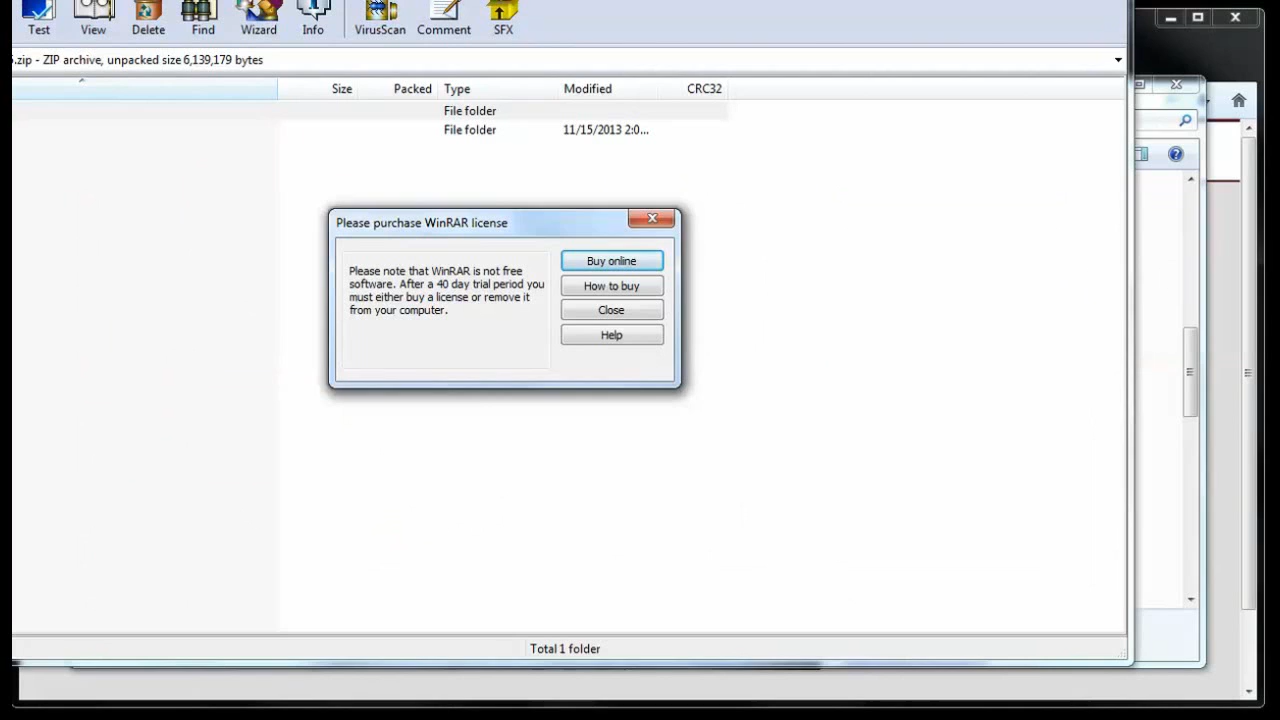 Test View Delete Find Wizard Info VirusScan Comment SFX
.zip - ZIP archive, unpacked size 6,139,179 bytes
Size Packed Type Modified CRC32
File folder
File folder 11/15/2013 2:0...
Please purchase WinRAR license
Please note that WinRAR is not free
software. After a 40 day trial period you
must either buy a license or remove it
from your computer.
Buy online
How to buy
Close
Help
Total 1 folder